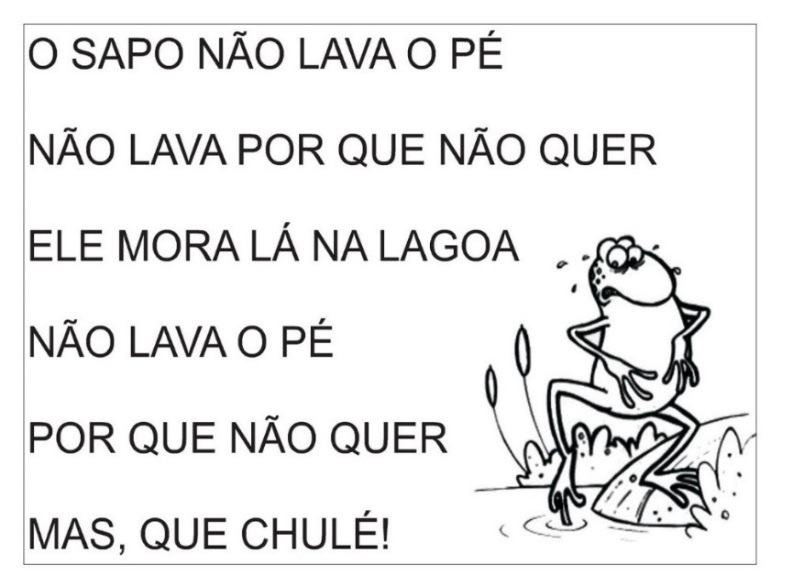 O SAPO NÃO LAVA O PÉ
NÃO LAVA POR QUE NÃO QUER
ELE MORA LÁ NA LAGOA
NÃO LAVA O PÉ
POR QUE NÃO QUER
MAS, QUE CHULÉ!